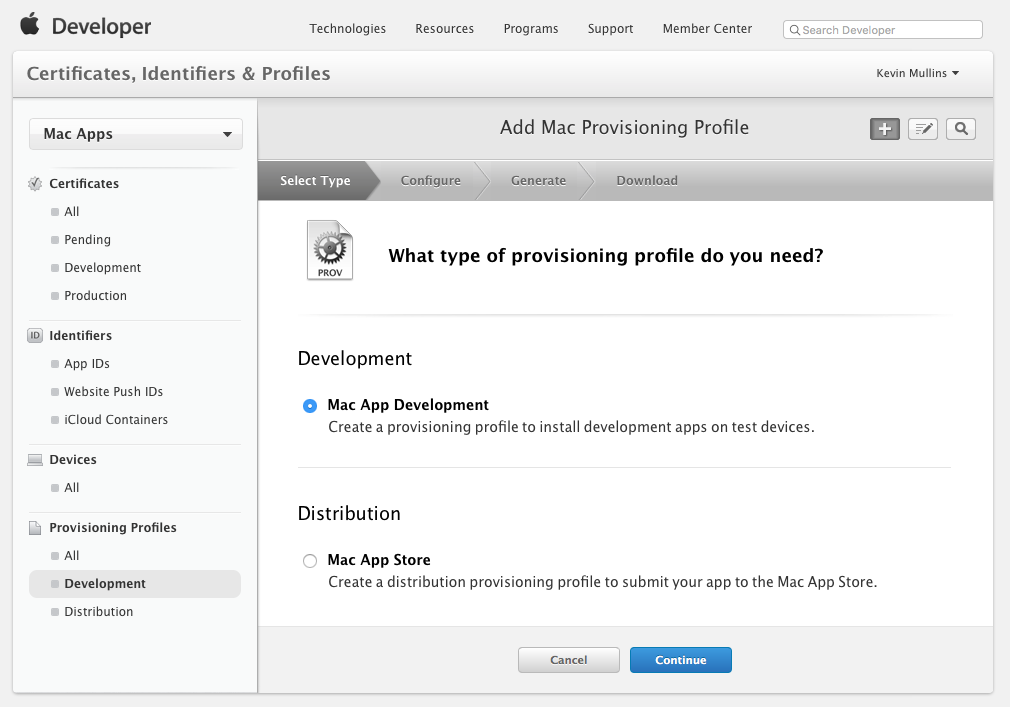 Developer
Technologies
Resources
Programs
Support
Member Center
Search Developer
Certificates, Identifiers & Profiles
Kevin Mullins
Mac Apps
Certificates
All
Pending
Development
Production
ID Identifiers
App IDs
Website Push IDs
iCloud Containers
Devices
All
Provisioning Profiles
All
Development
Distribution
Add Mac Provisioning Profile
Select Type
Configure
Generate
Download
PROV
What type of provisioning profile do you need?
Development
Mac App Development
Create a provisioning profile to install development apps on test devices.
Distribution
Mac App Store
Create a distribution provisioning profile to submit your app to the Mac App Store.
Cancel
Continue